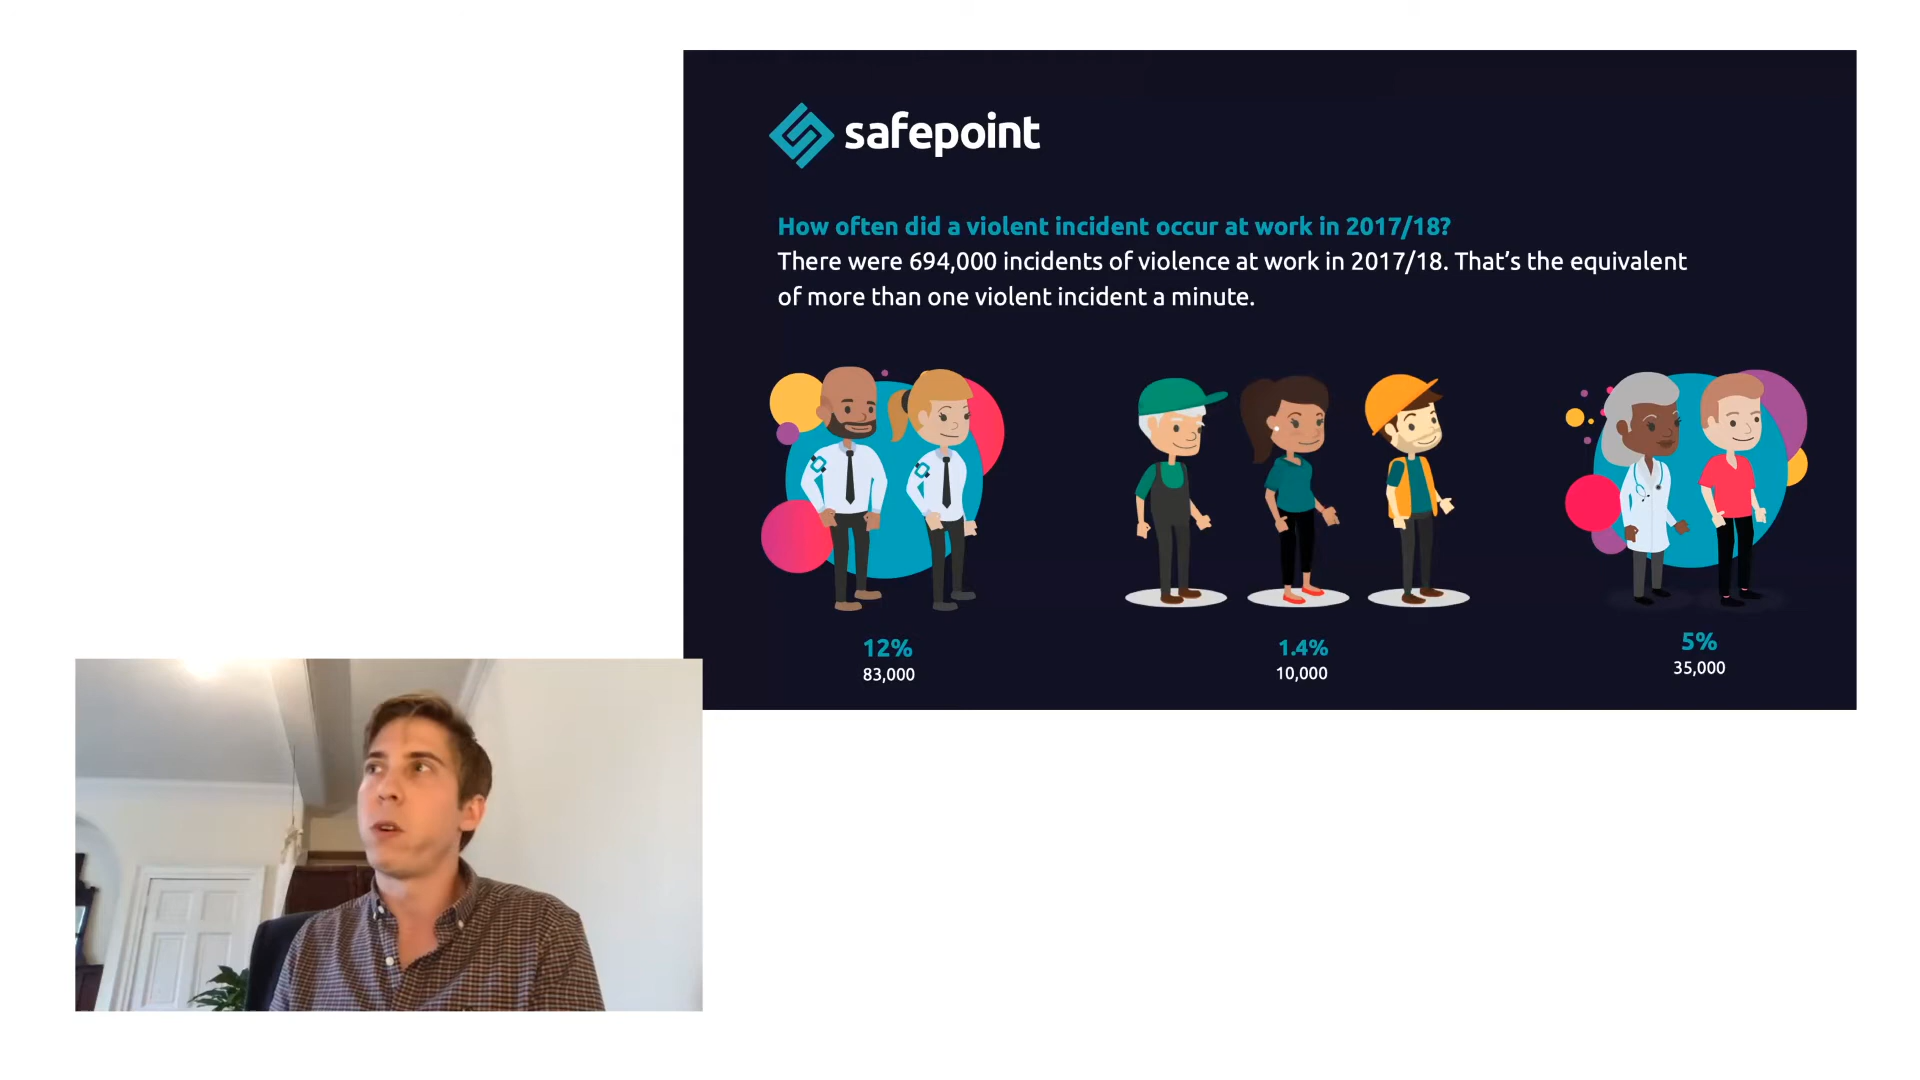 safepoint
How often did a violent incident occur at work in 2017/18?
There were 694,000 incidents of violence at work in 2017/18. That's the equivalent
of more than one violent incident a minute.
12%
83,000
1.4%
10,000
5%
35,000